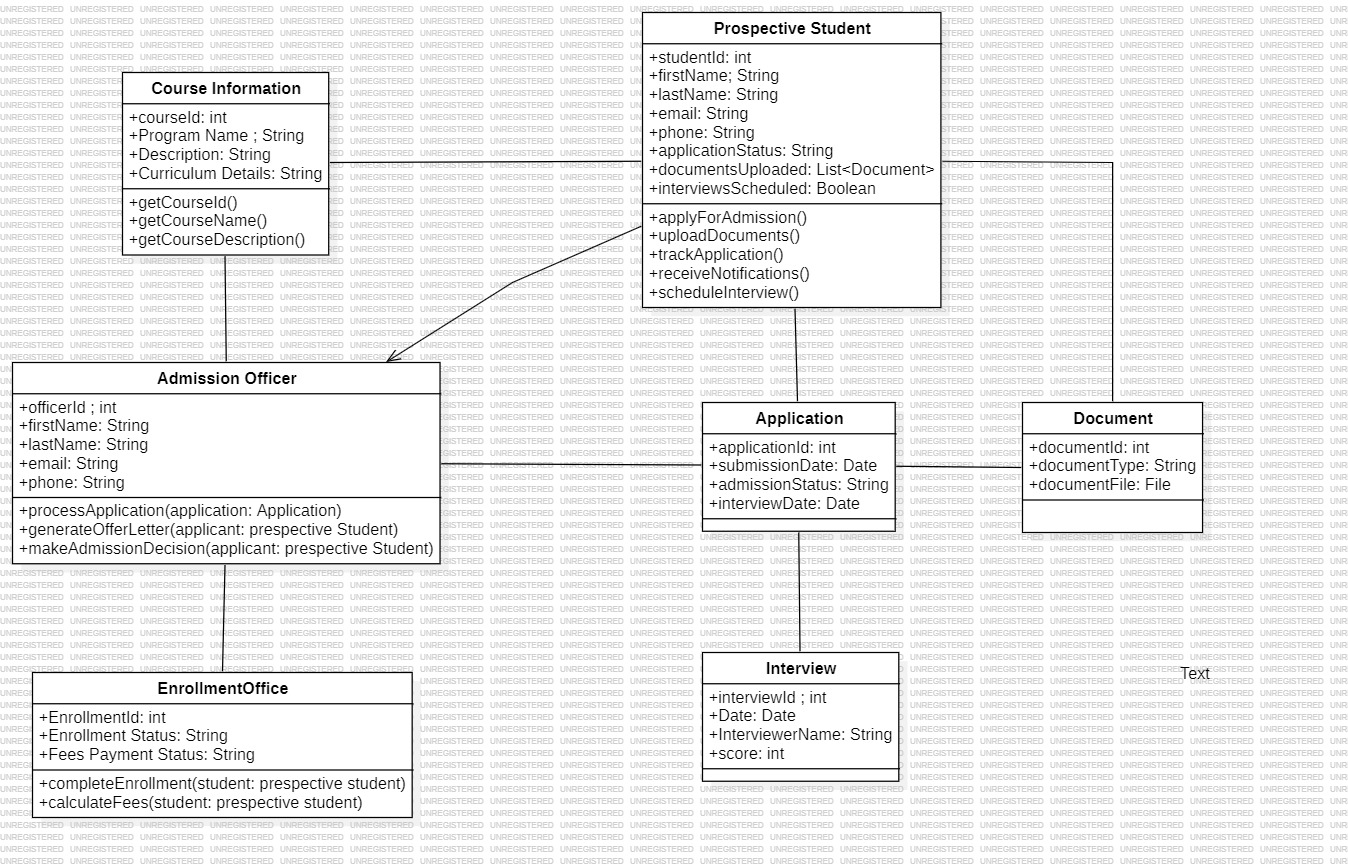 Prospective Student
+studentId: int
+firstName; String
+lastName: String
+email: String
+phone: String
+applicationStatus: String
+documentsUploaded: List<Document>
+interviewsScheduled: Boolean
+applyForAdmission()
+uploadDocuments()
+trackApplication()
+receiveNotifications()
+scheduleInterview()
Course Information
+courseId: int
+Program Name ; String
+Description: String
+Curriculum Details: String
+getCourseId()
+getCourseName()
+getCourseDescription()
Admission Officer
+officerId ; int
+firstName: String
+lastName: String
+email: String
+phone: String
+processApplication(application: Application)
+generateOfferLetter(applicant: prespective Student)
+makeAdmissionDecision(applicant: prespective Student)
Application
+applicationId: int
+submissionDate: Date
+admissionStatus: String
+interviewDate: Date
Document
+documentId: int
+documentType: String
+documentFile: File
EnrollmentOffice
+EnrollmentId: int
+Enrollment Status: String
+Fees Payment Status: String
+completeEnrollment(student: prespective student)
+calculateFees(student: prespective student)
Interview
+interviewId ; int
+Date: Date
+InterviewerName: String
+score: int
Text
UNREGISTERED